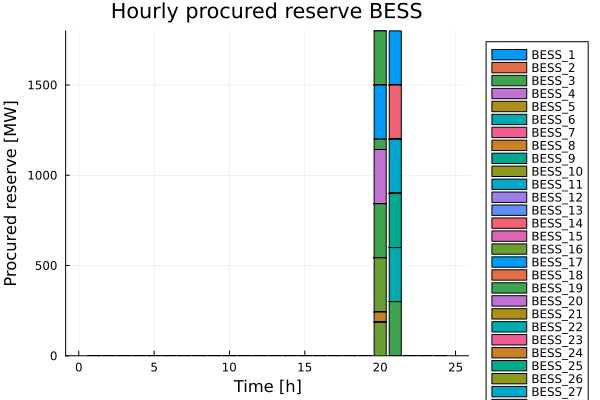 Hourly procured reserve BESS
Procured reserve [MW]
1500
1000
500
0
0 5 10 15 20 25
Time [h]
BESS_1
BESS_2
BESS_3
BESS_4
BESS_5
BESS_6
BESS_7
BESS_8
BESS_9
BESS_10
BESS_11
BESS_12
BESS_13
BESS_14
BESS_15
BESS_16
BESS_17
BESS_18
BESS_19
BESS_20
BESS_21
BESS_22
BESS_23
BESS_24
BESS_25
BESS_26
BESS_27